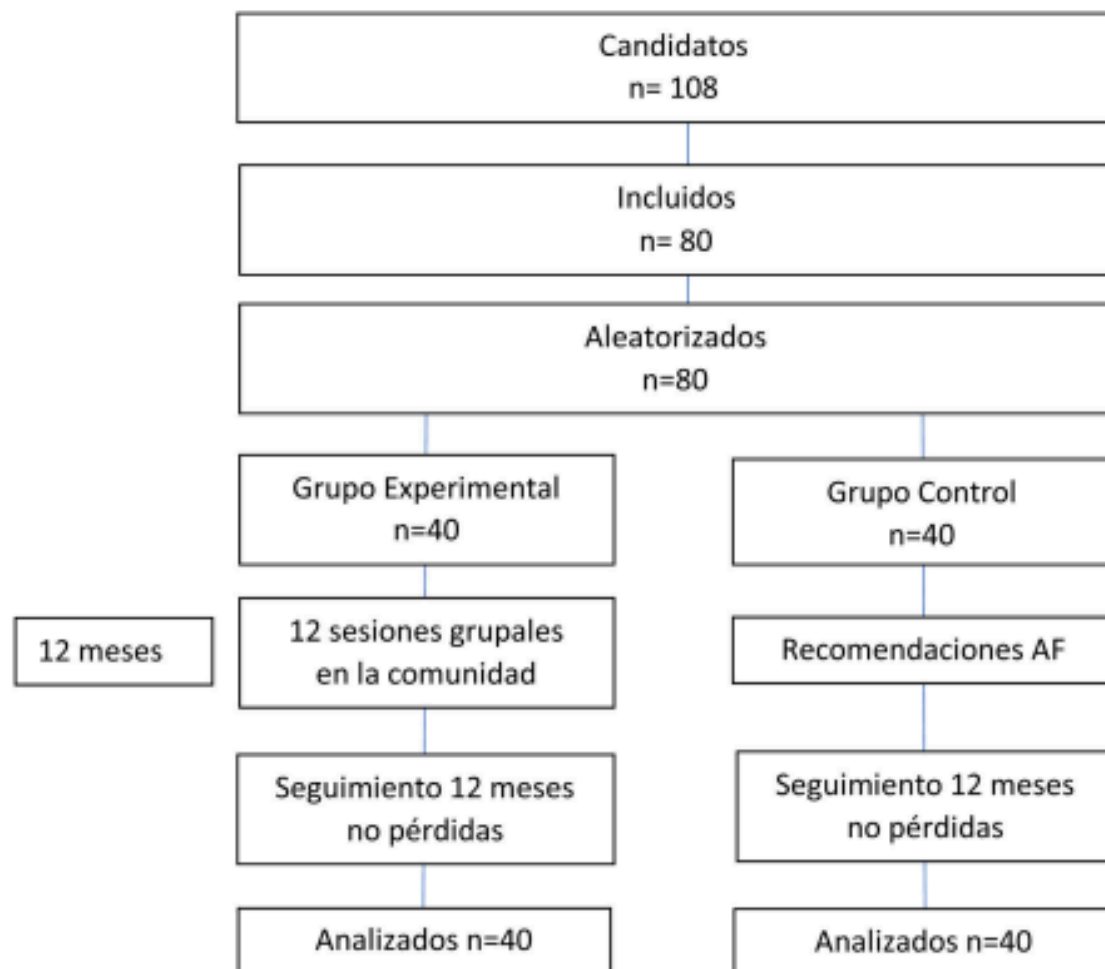 Candidatos
n= 108
Incluidos
n= 80
Aleatorizados
n=80
Grupo Experimental
n=40
Grupo Control
n=40
12 meses
12 sesiones grupales
en la comunidad
Recomendaciones AF
Seguimiento 12 meses
no pérdidas
Seguimiento 12 meses
no pérdidas
Analizados n=40
Analizados n=40